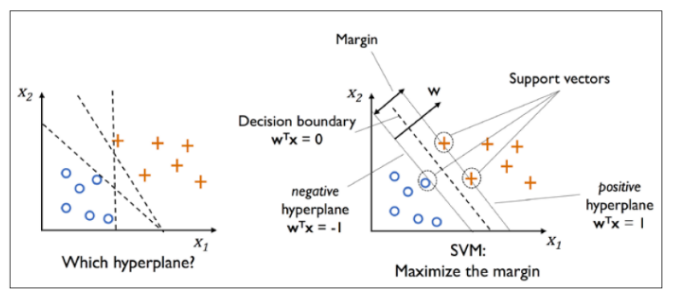 x₂
x₁
Which hyperplane?
Margin
x₂
w
Support vectors
Decision boundary
wᵀx = 0
negative
hyperplane
wᵀx = -1
positive
hyperplane
wᵀx = 1
x₁
SVM:
Maximize the margin